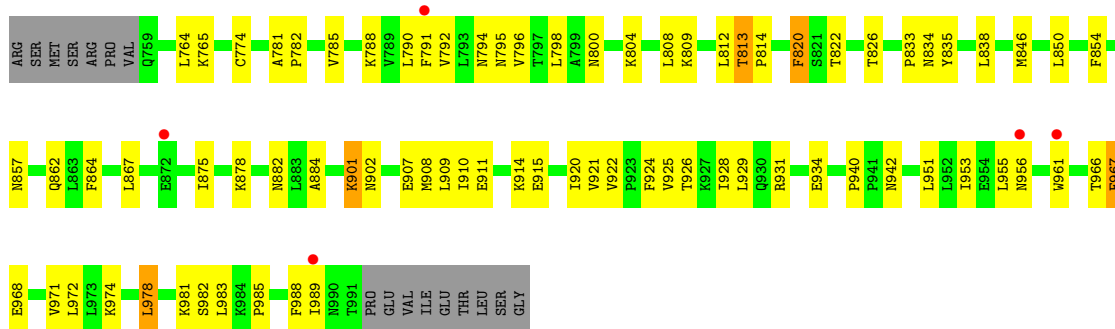 ARG SER MET SER ARG PRO VAL Q759 L764 K765 C774 A781 P782 V785 K788 V789 L790 F791 V792 L793 N794 N795 V796 T797 L798 A799 N800 K804 L808 K809 L812 T813 P814 F820 S821 T822 T826 P833 N834 Y835 L838 M846 L850 F854
N857 Q862 L863 F864 L867 E872 I875 K878 N882 L883 A884 K901 N902 E907 M908 L909 I910 E911 K914 E915 I920 V921 V922 P923 F924 V925 T926 K927 I928 L929 Q930 R931 E934 P940 P941 N942 L951 L952 I953 E954 L955 N956 W961 T966
E968 V971 L972 L973 K974 L978 K981 S982 L983 K984 P985 F988 I989 N990 T991 PRO GLU VAL ILE GLU THR LEU SER GLY